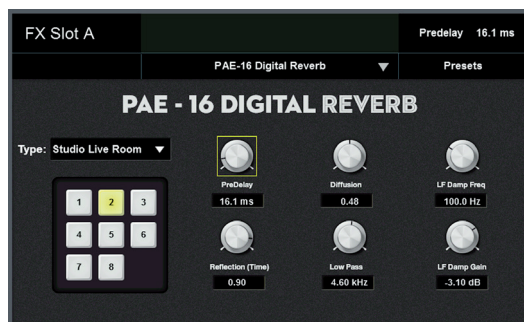 FX Slot A
Predelay 16.1 ms
PAE-16 Digital Reverb
Presets
PAE - 16 DIGITAL REVERB
Type: Studio Live Room
1 2 3
4 5 6
7 8
PreDelay Diffusion LF Damp Freq
16.1 ms 0.48 100.0 Hz
Reflection (Time) Low Pass LF Damp Gain
0.90 4.60 kHz -3.10 dB